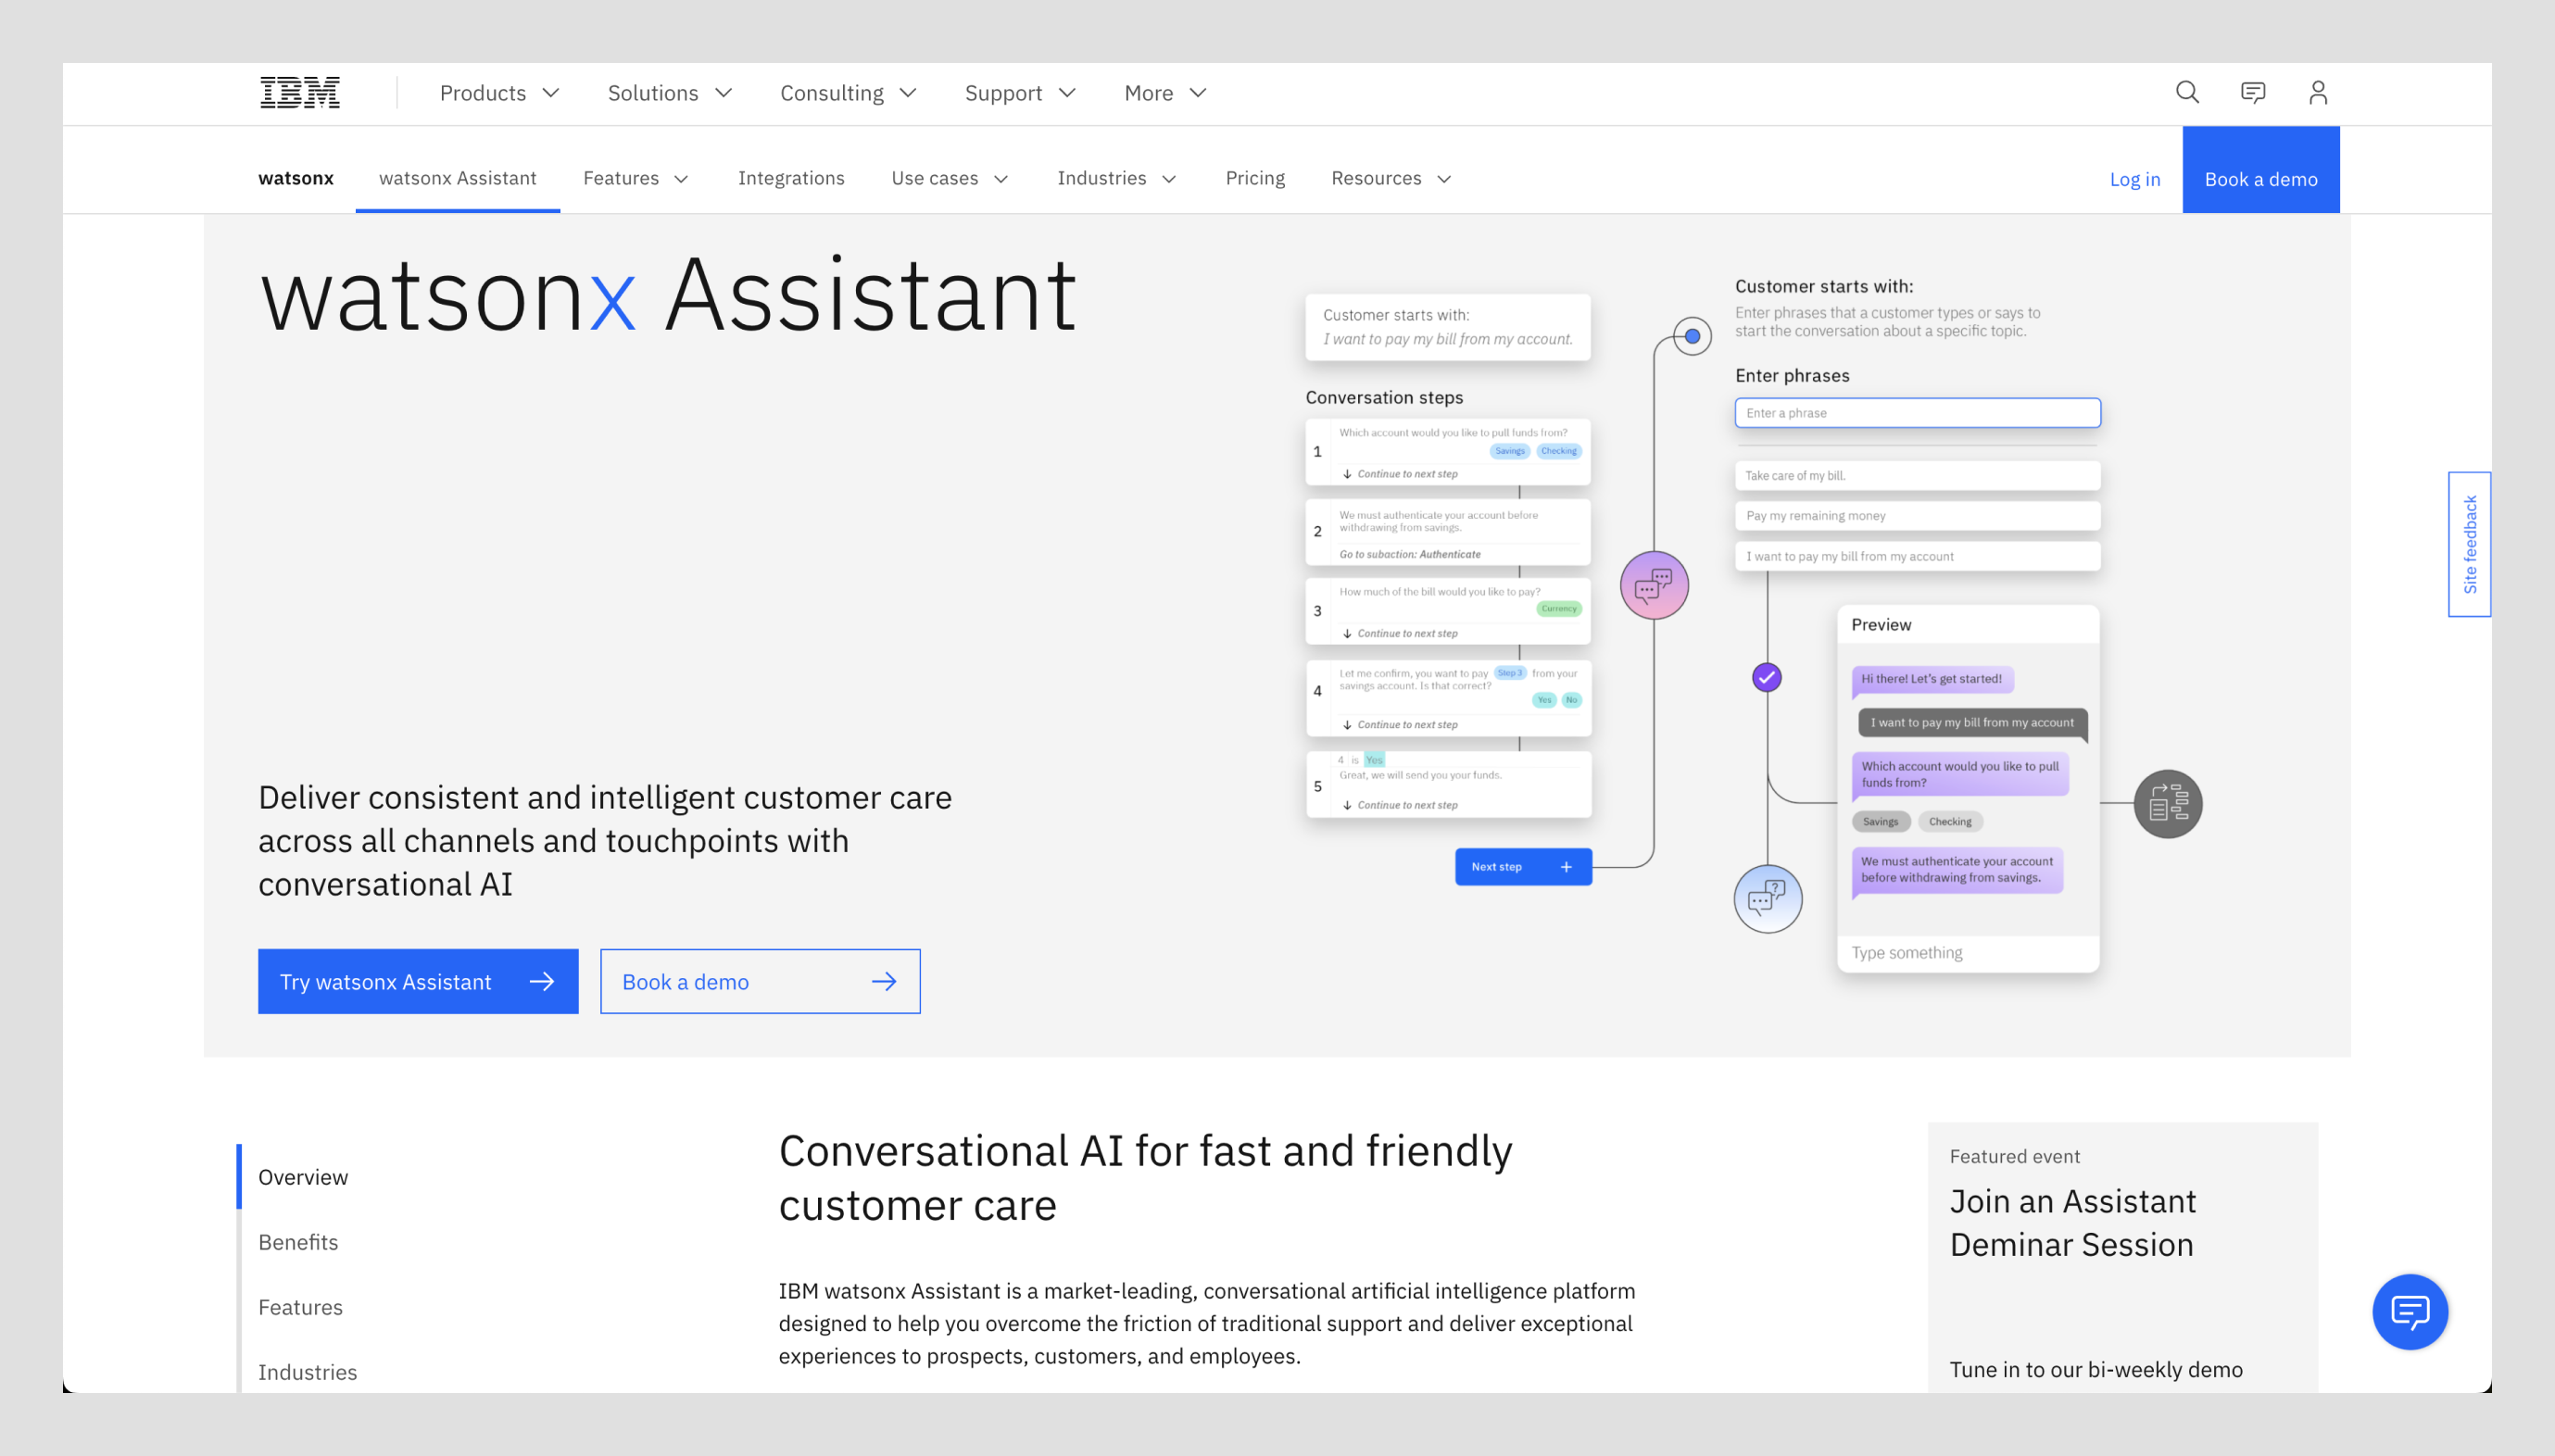 IBM
Products
Solutions
Consulting
Support
More
watsonx
watsonx Assistant
Features
Integrations
Use cases
Industries
Pricing
Resources
Log in
Book a demo
watsonx Assistant
Deliver consistent and intelligent customer care
across all channels and touchpoints with
conversational AI
Try watsonx Assistant
Book a demo
Customer starts with:
I want to pay my bill from my account.
Conversation steps
1
Which account would you like to pull funds from?
Savings
Checking
Continue to next step
2
We must authenticate your account before
withdrawing from savings.
Go to subaction: Authenticate
3
How much of the bill would you like to pay?
Currency
Continue to next step
4
Let me confirm, you want to pay Step 3 from your
savings account. Is that correct?
Yes
No
Continue to next step
5
4 is Yes
Great, we will send you your funds.
Continue to next step
Next step +
Customer starts with:
Enter phrases that a customer types or says to
start the conversation about a specific topic.
Enter phrases
Enter a phrase
Take care of my bill.
Pay my remaining money
I want to pay my bill from my account
Preview
Hi there! Let's get started!
I want to pay my bill from my account
Which account would you like to pull
funds from?
Savings
Checking
We must authenticate your account
before withdrawing from savings.
Type something
Site feedback
Overview
Benefits
Features
Industries
Conversational AI for fast and friendly
customer care
IBM watsonx Assistant is a market-leading, conversational artificial intelligence platform
designed to help you overcome the friction of traditional support and deliver exceptional
experiences to prospects, customers, and employees.
Featured event
Join an Assistant
Deminar Session
Tune in to our bi-weekly demo